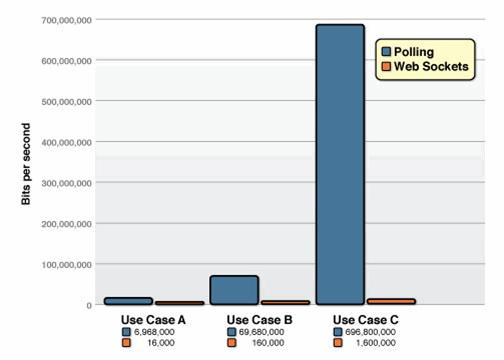 700,000,000
600,000,000
500,000,000
400,000,000
300,000,000
200,000,000
100,000,000
0
Bits per second
Polling
Web Sockets
Use Case A
6,968,000
16,000
Use Case B
69,680,000
160,000
Use Case C
696,800,000
1,600,000